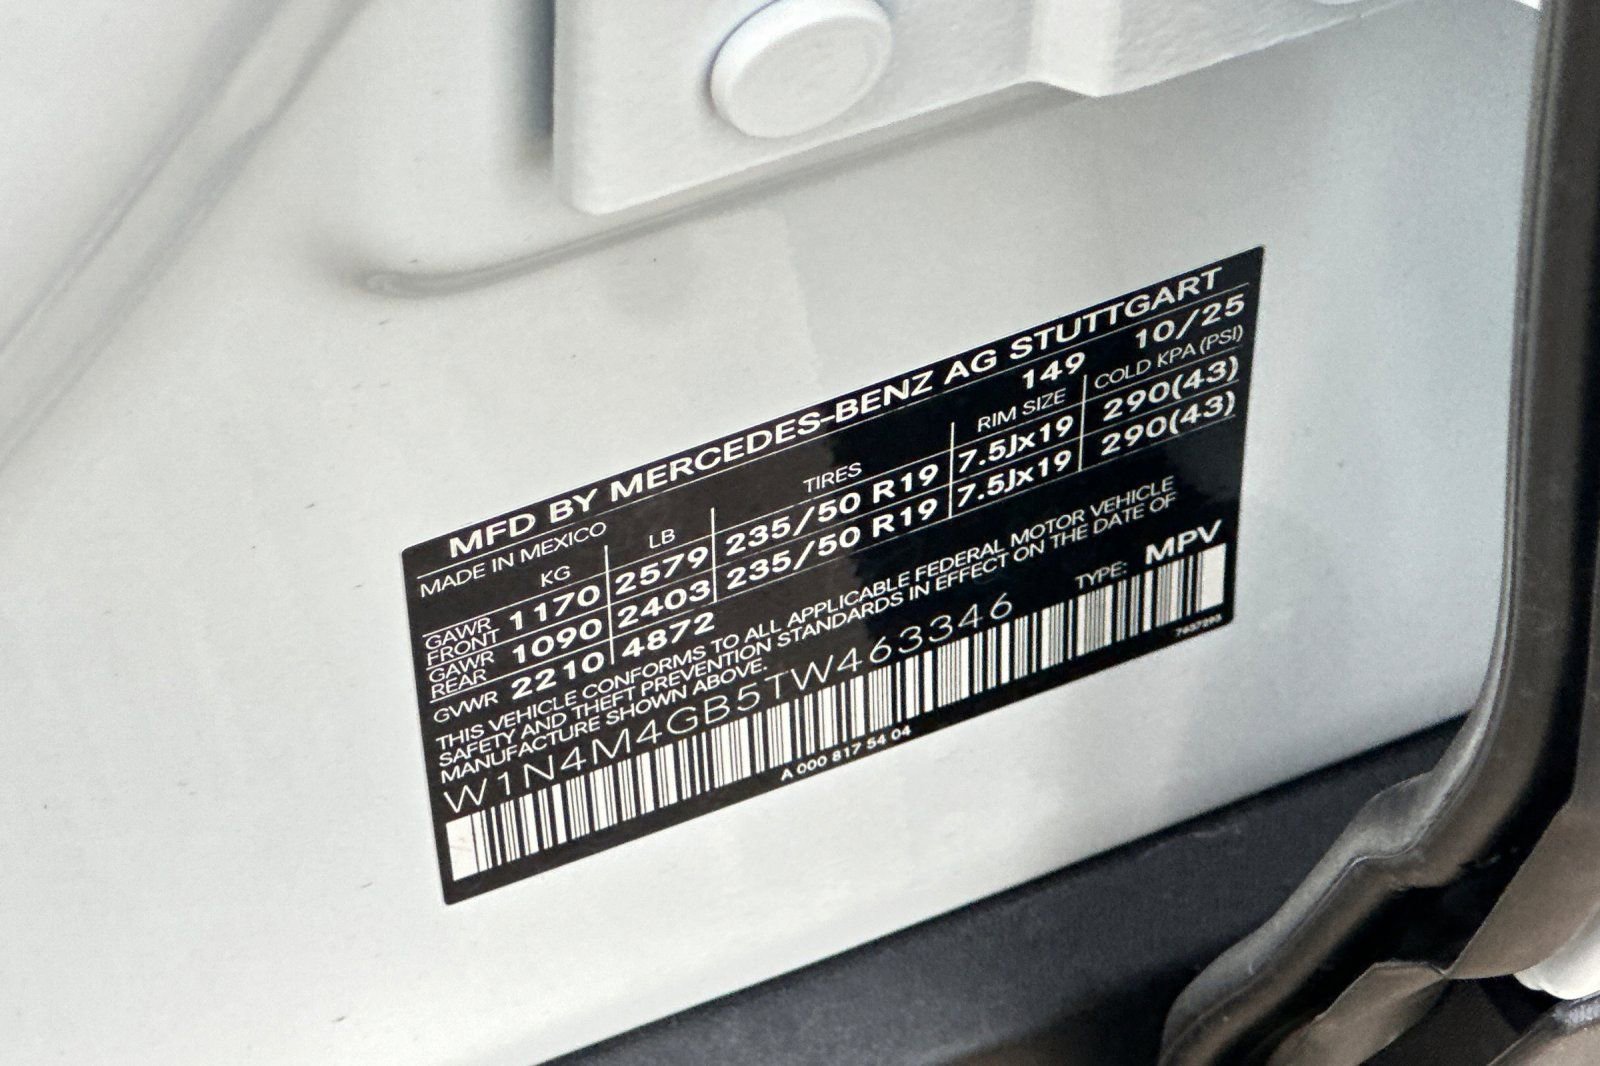 MFD BY MERCEDES-BENZ AG STUTTGART
MADE IN MEXICO 149 10/25
KG LB TIRES RIM SIZE COLD KPA (PSI)
GAWR FRONT 1170 2579 235/50 R19 7.5Jx19 290(43)
GAWR REAR 1090 2403 235/50 R19 7.5Jx19 290(43)
GVWR 2210 4872
THIS VEHICLE CONFORMS TO ALL APPLICABLE FEDERAL MOTOR VEHICLE
SAFETY AND THEFT PREVENTION STANDARDS IN EFFECT ON THE DATE OF
MANUFACTURE SHOWN ABOVE.
W1N4M4GB5TW463346 TYPE: MPV
A 000 817 54 04